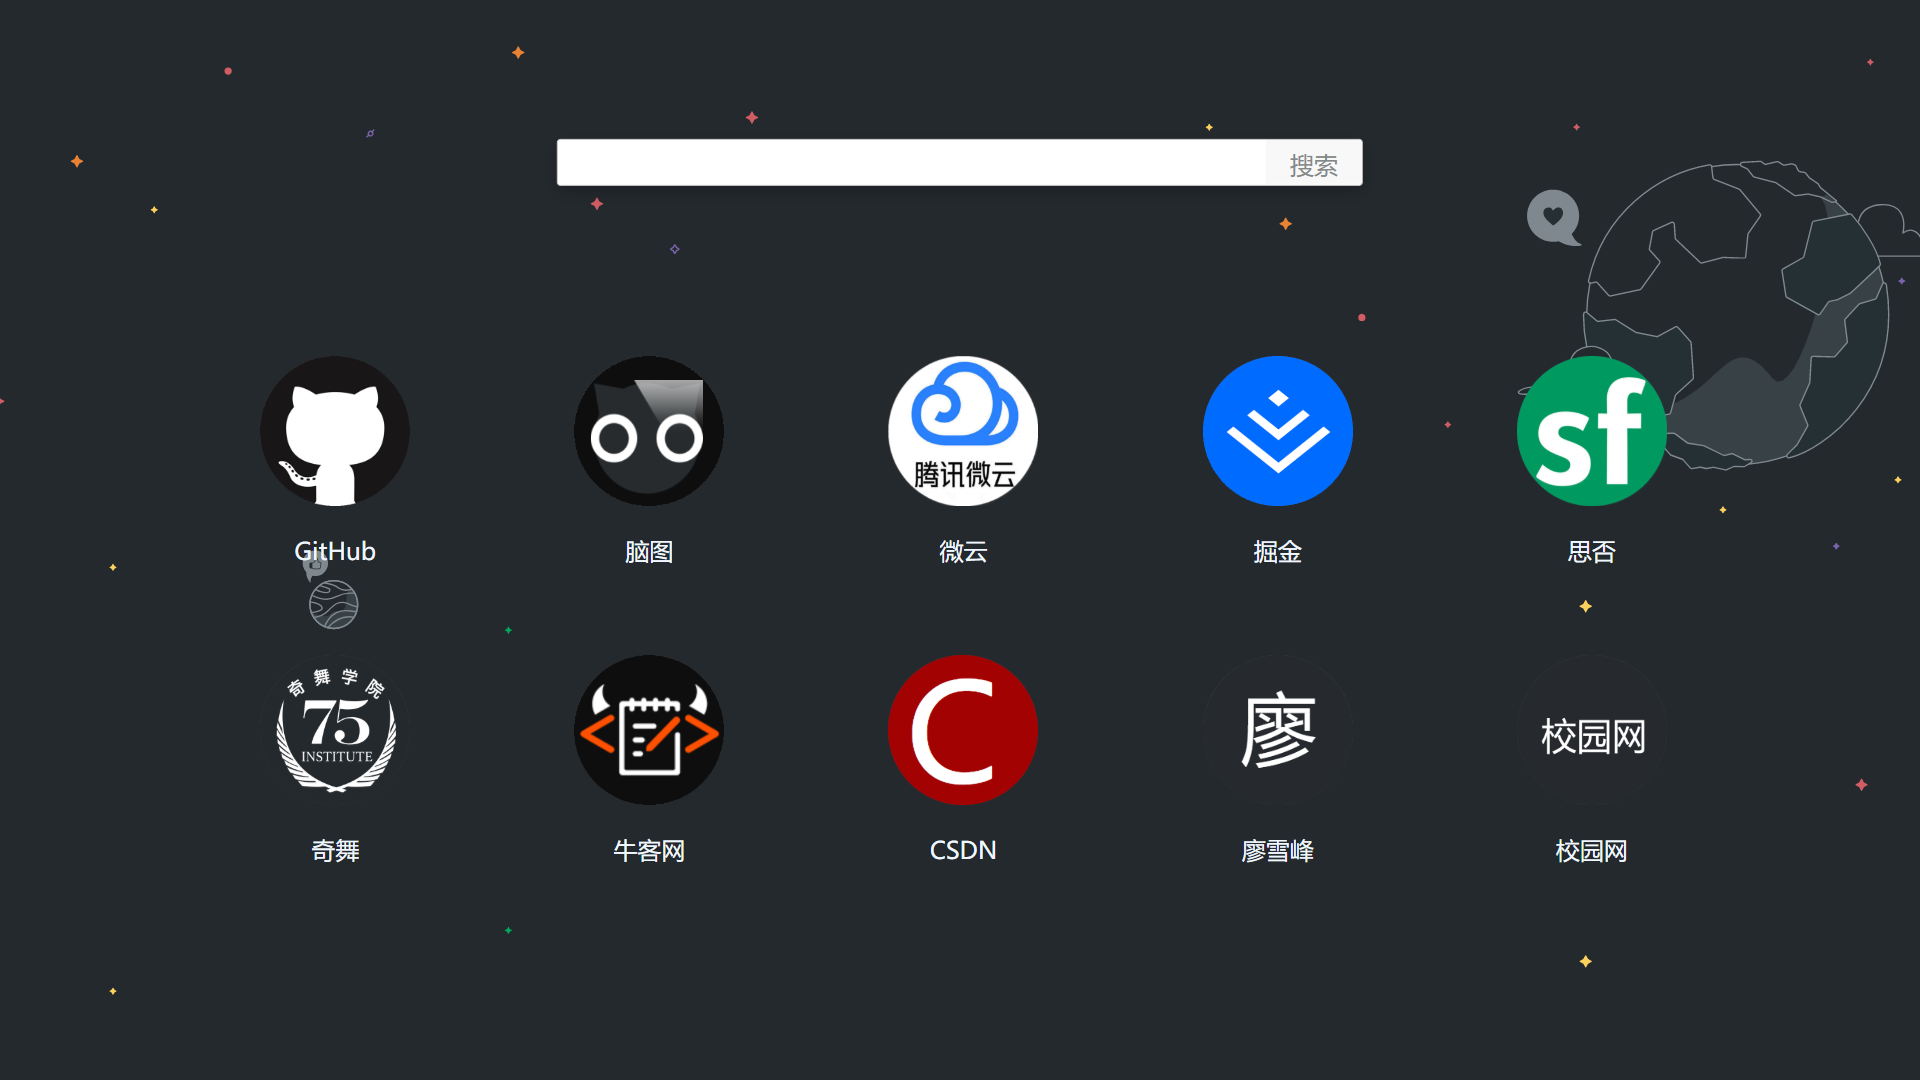 搜索
腾讯微云
sf
GitHub
脑图
微云
掘金
思否
奇舞学院
75
INSTITUTE
C
廖
校园网
奇舞
牛客网
CSDN
廖雪峰
校园网